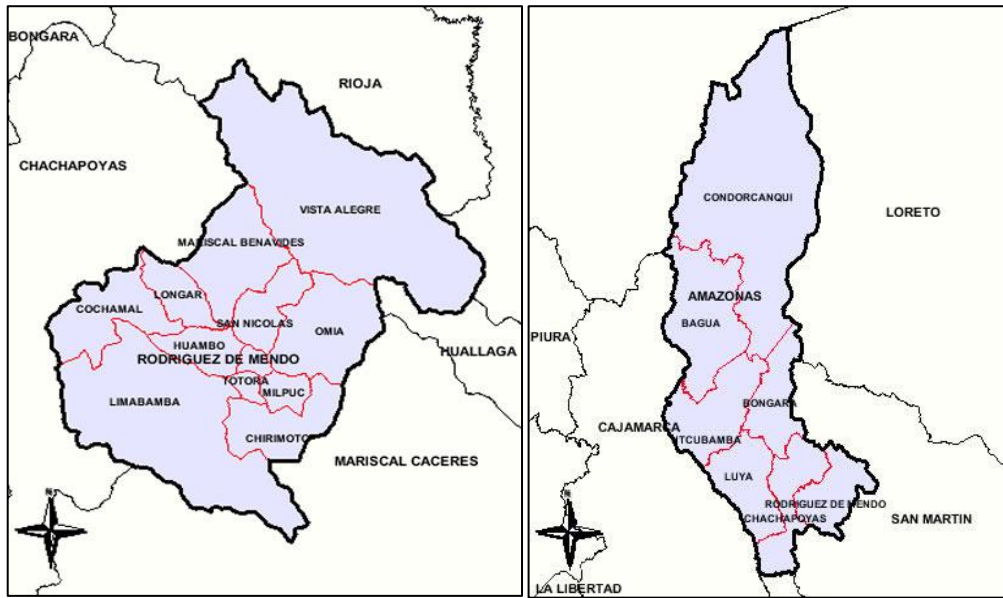 BONGARA
RIOJA
CHACHAPOYAS
VISTA ALEGRE
MARISCAL BENAVIDES
LONGAR
COCHAMAL
SAN NICOLAS
OMIA
HUAMBO
HUALLAGA
RODRIGUEZ DE MENDO
TOTORA
MILPUC
LIMABAMBA
CHIRIMOTO
MARISCAL CACERES
N
CONDORCANQUI
LORETO
AMAZONAS
BAGUA
PIURA
BONGARA
CAJAMARCA
UTCUBAMBA
LUYA
RODRIGUEZ DE MENDO
CHACHAPOYAS
SAN MARTIN
N
LA LIBERTAD